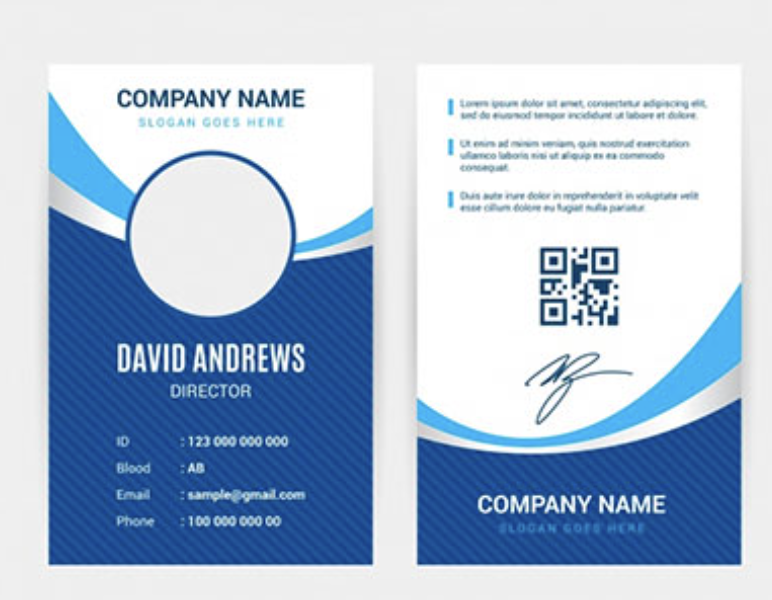 COMPANY NAME
SLOGAN GOES HERE
DAVID ANDREWS
DIRECTOR
ID : 123 000 000 000
Blood : AB
Email : sample@gmail.com
Phone : 100 000 000 00
Lorem ipsum dolor sit amet, consectetur adipiscing elit,
sed do eiusmod tempor incididunt ut labore et dolore.
Ut enim ad minim veniam, quis nostrud exercitation
ullamco laboris nisi ut aliquip ex ea commodo
consequat.
Duis aute irure dolor in reprehenderit in voluptate velit
esse cillum dolore eu fugiat nulla pariatur.
COMPANY NAME
SLOGAN GOES HERE